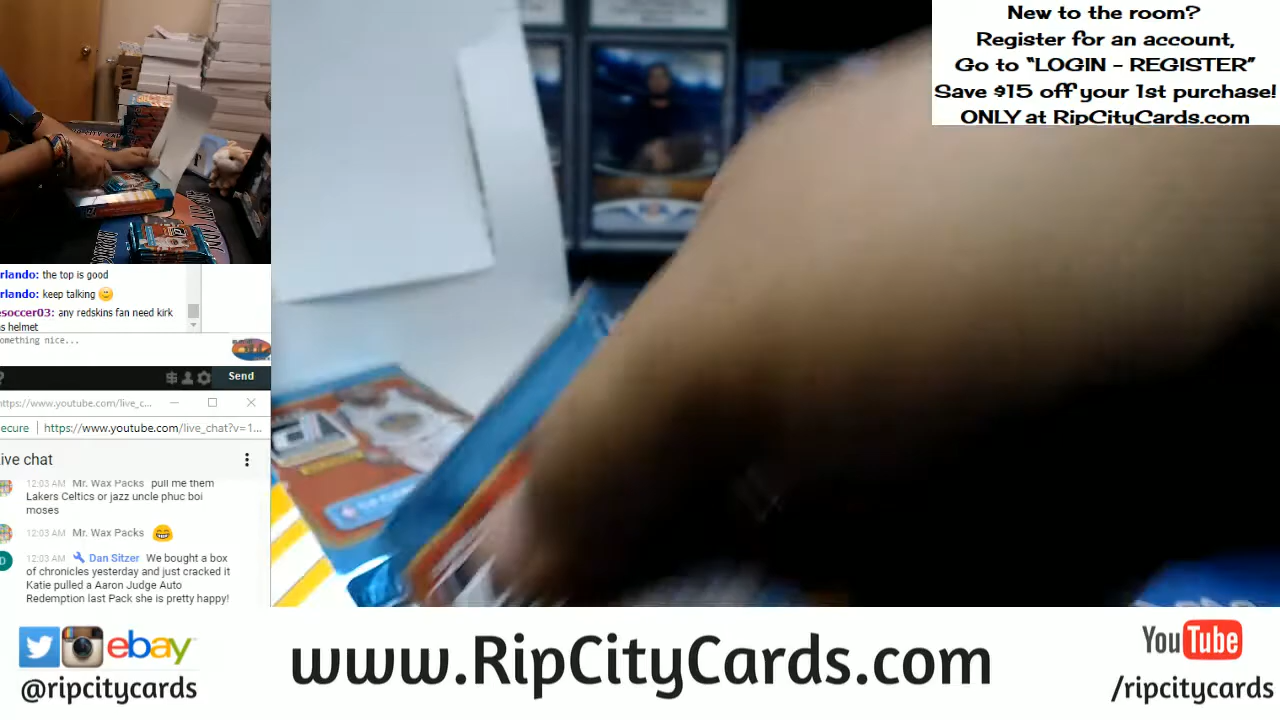 New to the room?
Register for an account,
Go to "LOGIN - REGISTER"
Save $15 off your 1st purchase!
ONLY at RipCityCards.com
rlando: the top is good
rlando: keep talking
esoccer03: any redskins fan need kirk
s helmet
omething nice...
Send
https://www.youtube.com/live_c...
ecure | https://www.youtube.com/live_chat?v=1...
ive chat
12:03 AM Mr. Wax Packs pull me them
Lakers Celtics or jazz uncle phuc boi
moses
12:03 AM Mr. Wax Packs
D 12:03 AM Dan Sitzer We bought a box
of chronicles yesterday and just cracked it
Katie pulled a Aaron Judge Auto
Redemption last Pack she is pretty happy!
ebay
@ripcitycards
www.RipCityCards.com
YouTube
/ripcitycards